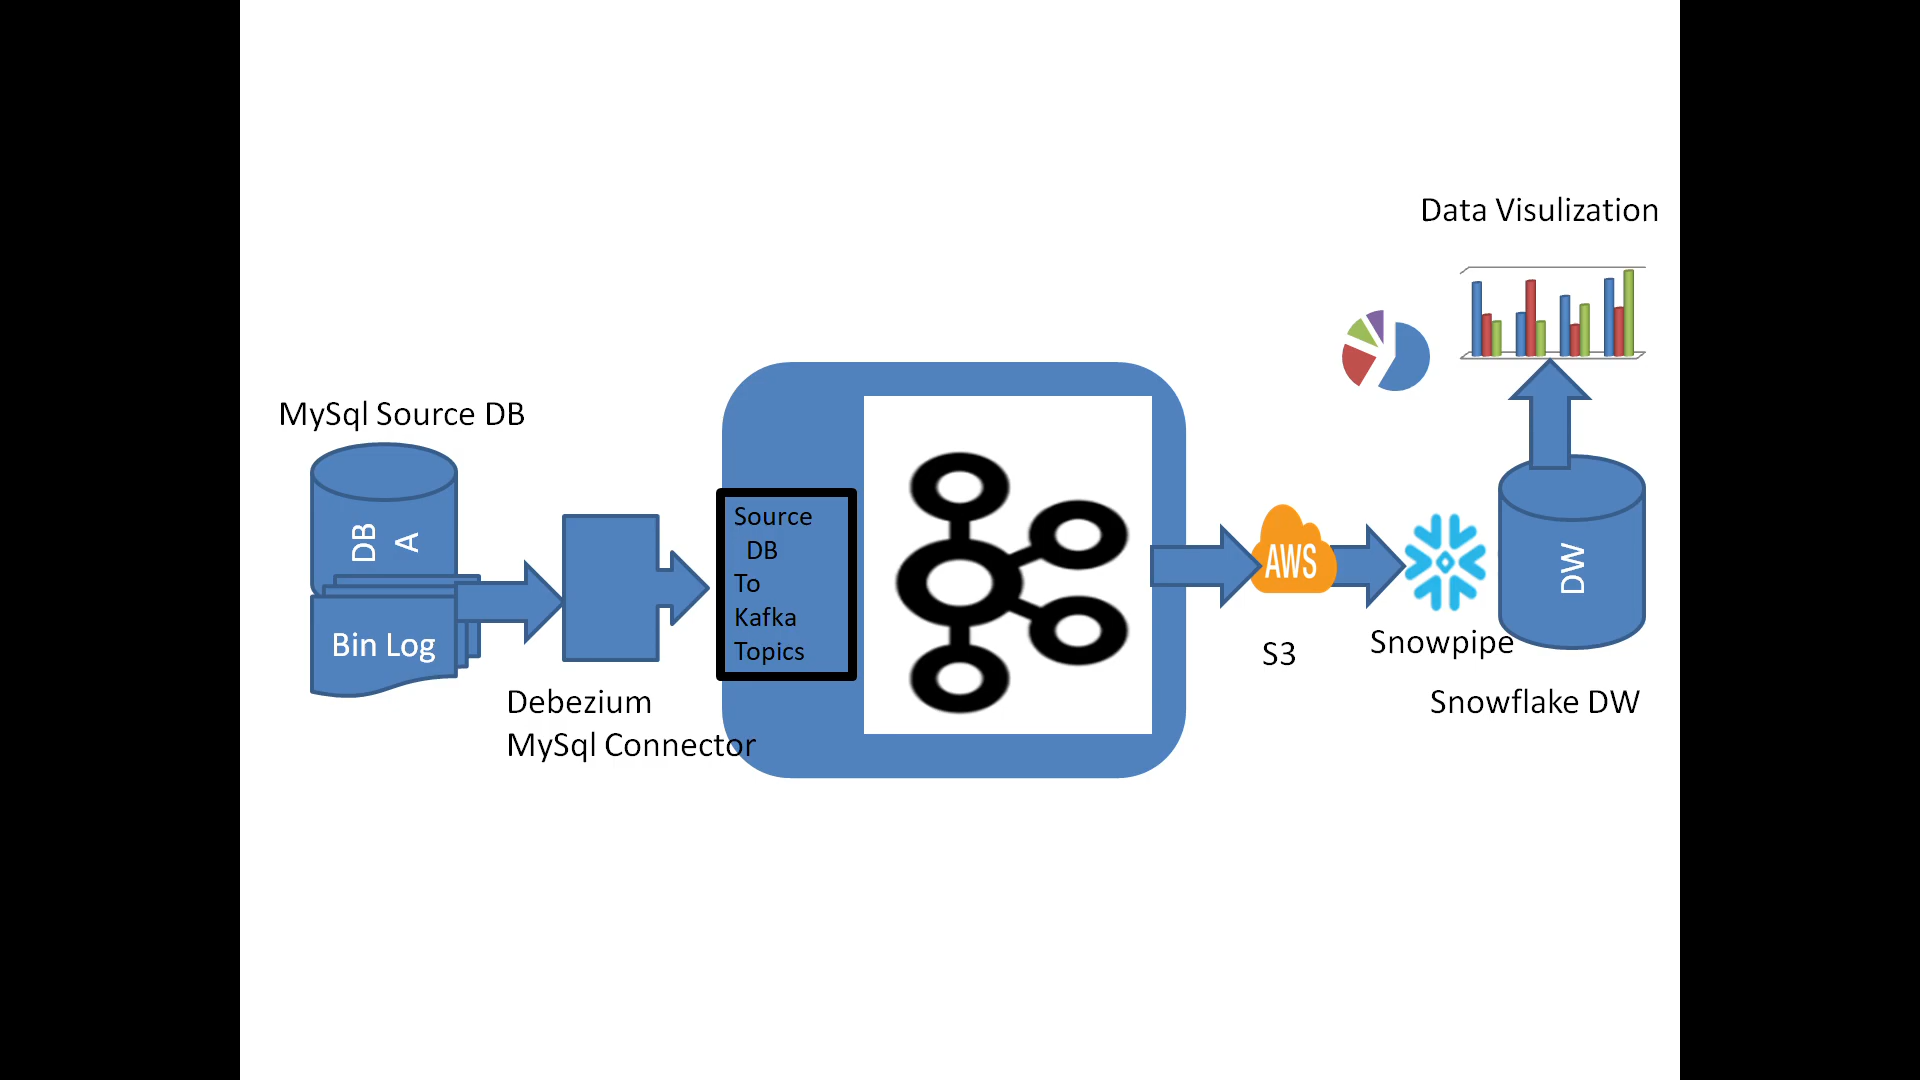 Data Visulization
MySql Source DB
DB
A
Bin Log
Debezium
MySql Connector
Source
DB
To
Kafka
Topics
AWS
S3
Snowpipe
DW
Snowflake DW